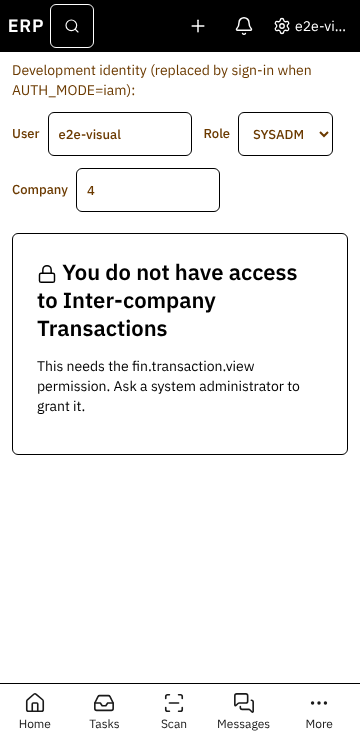 ERP
e2e-vi...
Development identity (replaced by sign-in when
AUTH_MODE=iam):
User e2e-visual Role SYSADM
Company 4
You do not have access
to Inter-company
Transactions
This needs the fin.transaction.view
permission. Ask a system administrator to
grant it.
Home Tasks Scan Messages More